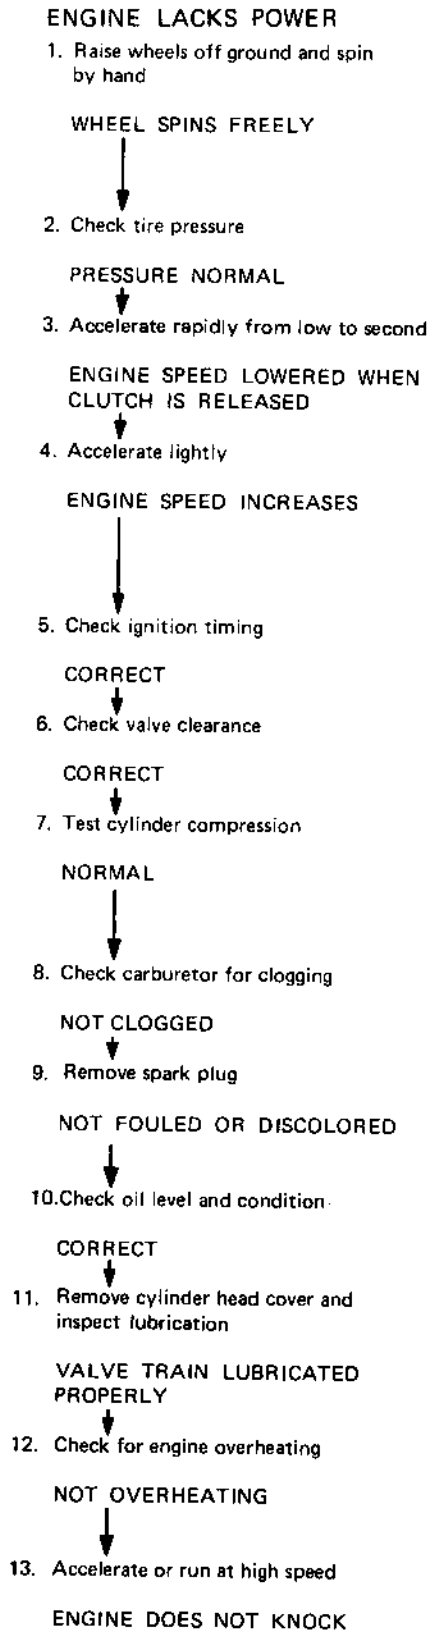 ENGINE LACKS POWER
1. Raise wheels off ground and spin
by hand
WHEEL SPINS FREELY
2. Check tire pressure
PRESSURE NORMAL
3. Accelerate rapidly from low to second
ENGINE SPEED LOWERED WHEN
CLUTCH IS RELEASED
4. Accelerate lightly
ENGINE SPEED INCREASES
5. Check ignition timing
CORRECT
6. Check valve clearance
CORRECT
7. Test cylinder compression
NORMAL
8. Check carburetor for clogging
NOT CLOGGED
9. Remove spark plug
NOT FOULED OR DISCOLORED
10.Check oil level and condition
CORRECT
11. Remove cylinder head cover and
inspect lubrication
VALVE TRAIN LUBRICATED
PROPERLY
12. Check for engine overheating
NOT OVERHEATING
13. Accelerate or run at high speed
ENGINE DOES NOT KNOCK